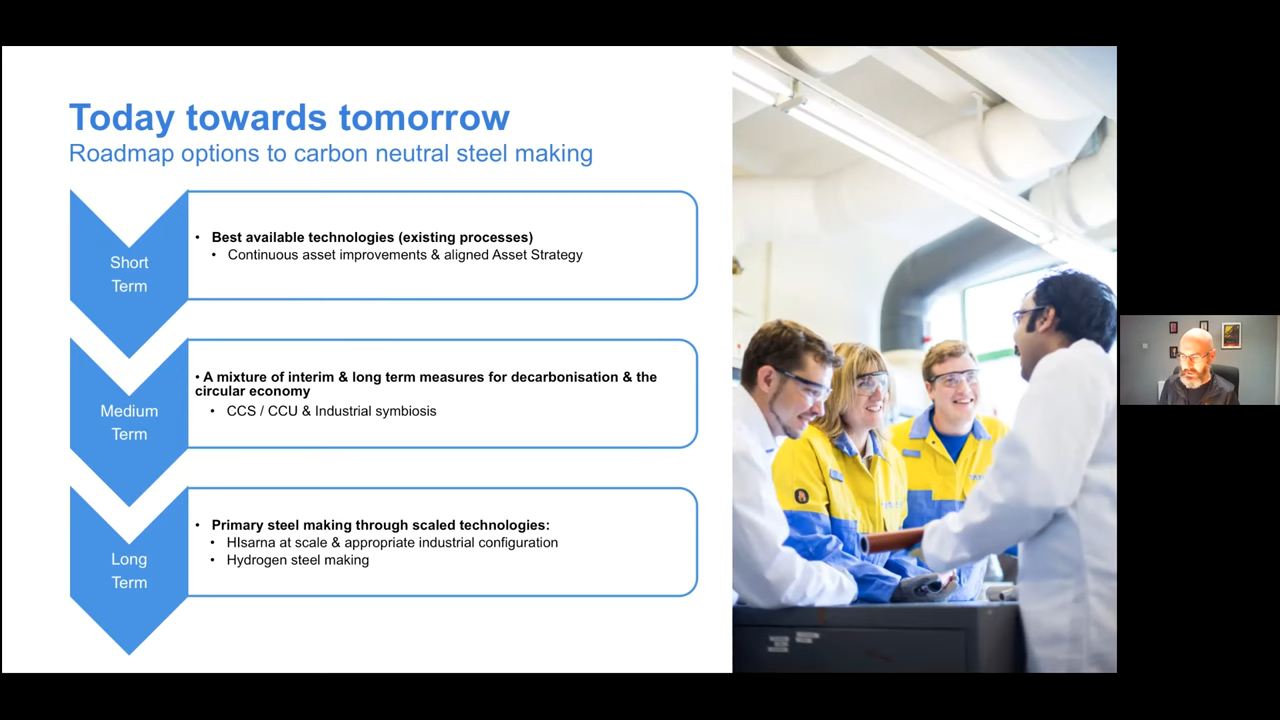 Today towards tomorrow
Roadmap options to carbon neutral steel making
Short
Term
• Best available technologies (existing processes)
• Continuous asset improvements & aligned Asset Strategy
Medium
Term
• A mixture of interim & long term measures for decarbonisation & the
circular economy
• CCS / CCU & Industrial symbiosis
Long
Term
• Primary steel making through scaled technologies:
• HIsarna at scale & appropriate industrial configuration
• Hydrogen steel making